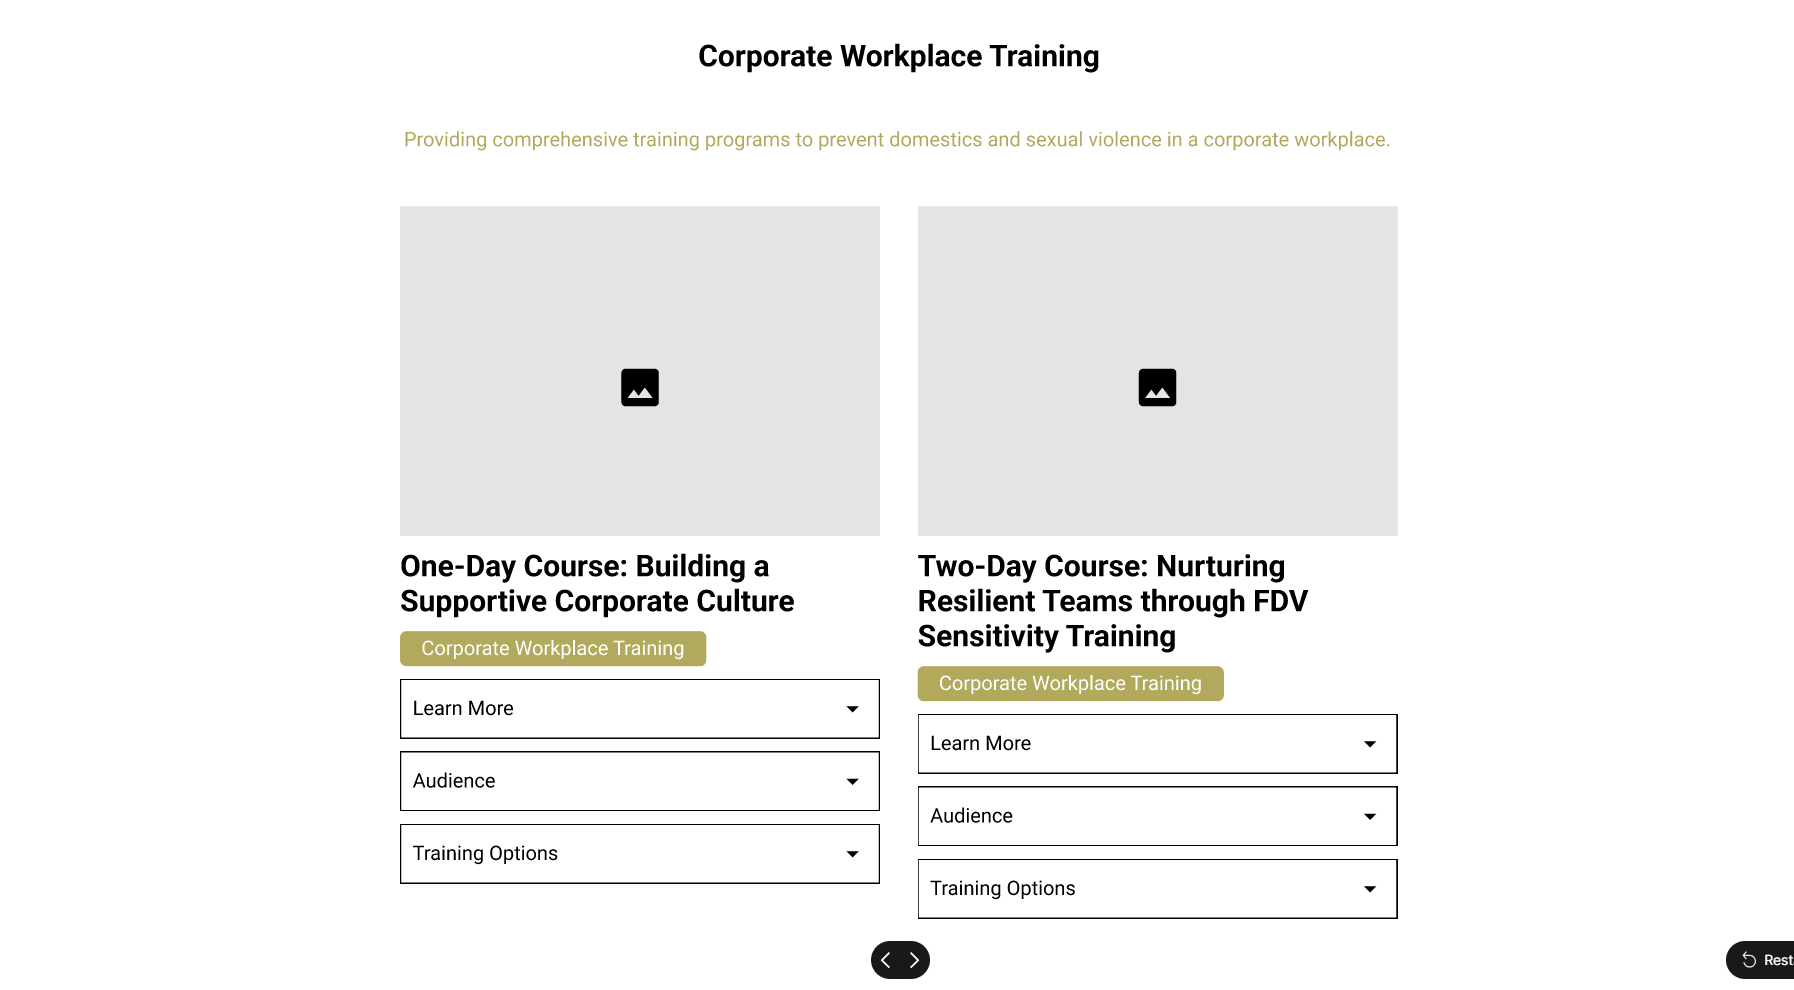 Corporate Workplace Training
Providing comprehensive training programs to prevent domestics and sexual violence in a corporate workplace.
One-Day Course: Building a
Supportive Corporate Culture
Corporate Workplace Training
Learn More
Audience
Training Options
Two-Day Course: Nurturing
Resilient Teams through FDV
Sensitivity Training
Corporate Workplace Training
Learn More
Audience
Training Options